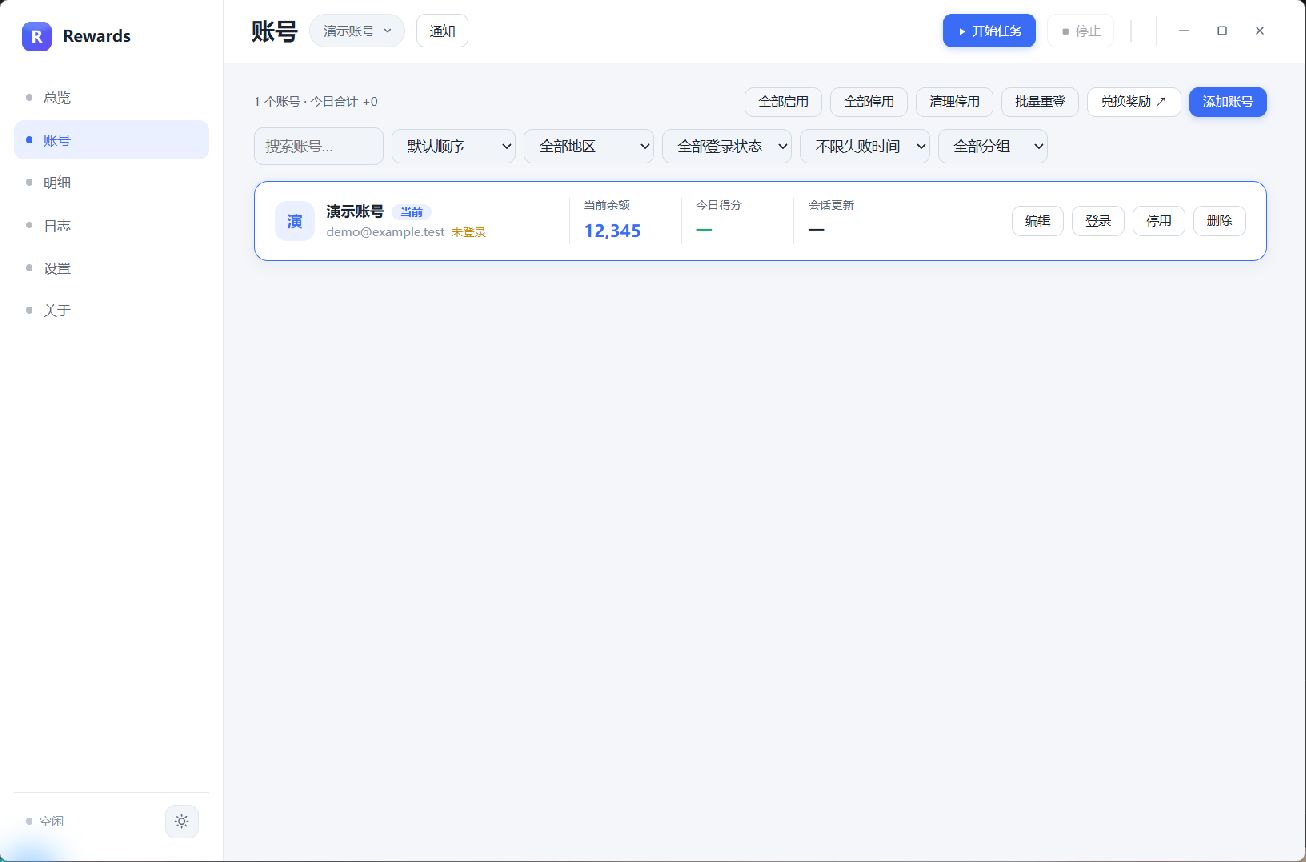 R Rewards
总览
账号
明细
日志
设置
关于
空闲
账号 演示账号 通知 开始任务 停止
1 个账号 · 今日合计 +0 全部启用 全部停用 清理停用 批量重登 兑换奖励 ↗ 添加账号
搜索账号... 默认顺序 全部地区 全部登录状态 不限失败时间 全部分组
演 演示账号 当前
demo@example.test 未登录
当前余额
12,345
今日得分
—
会话更新
—
编辑 登录 停用 删除